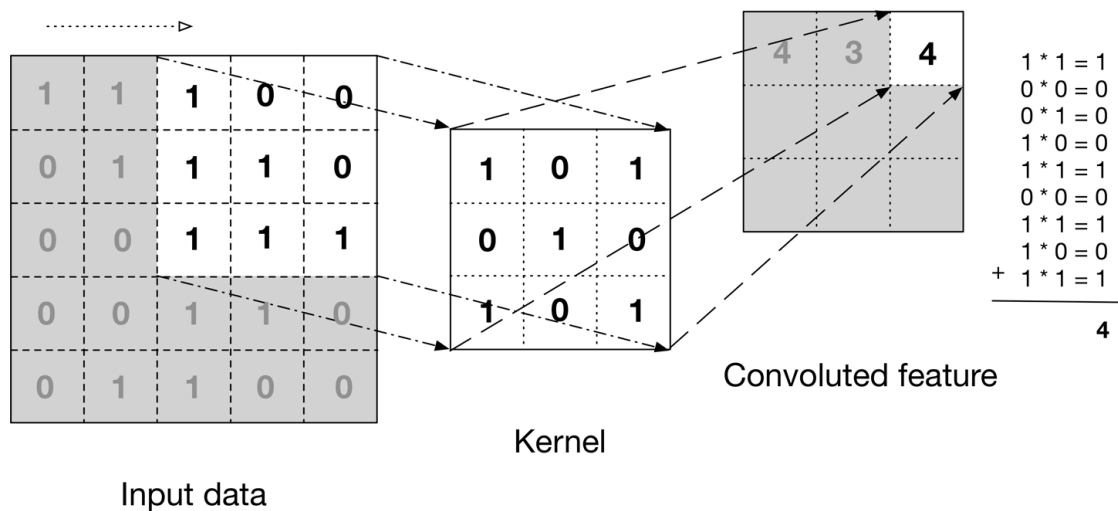 1 1 1 0 0
0 1 1 1 0
0 0 1 1 1
0 0 1 1 0
0 1 1 0 0
Input data
1 0 1
0 1 0
1 0 1
Kernel
4 3 4
Convoluted feature
1 * 1 = 1
0 * 0 = 0
0 * 1 = 0
1 * 0 = 0
1 * 1 = 1
0 * 0 = 0
1 * 1 = 1
1 * 0 = 0
+ 1 * 1 = 1
4